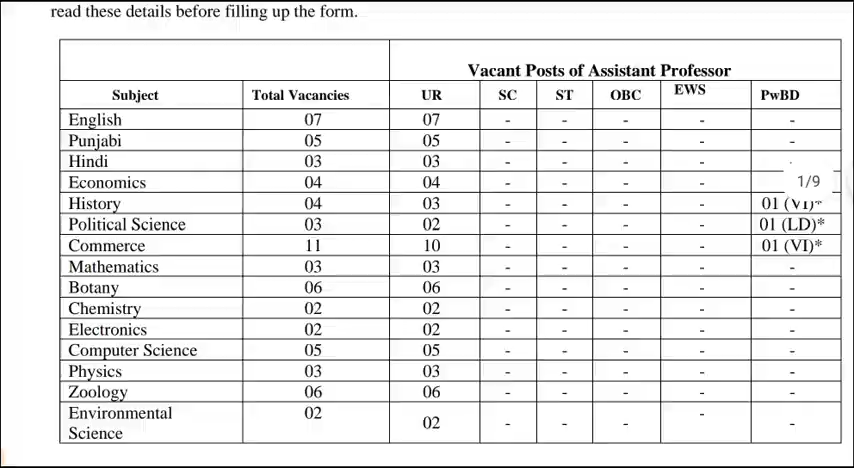 read these details before filling up the form.
Vacant Posts of Assistant Professor
Subject Total Vacancies UR SC ST OBC EWS PwBD
English 07 07 - - - - -
Punjabi 05 05 - - - - -
Hindi 03 03 - - - - -
Economics 04 04 - - - - 1/9
History 04 03 - - - - 01 (VI)*
Political Science 03 02 - - - - 01 (LD)*
Commerce 11 10 - - - - 01 (VI)*
Mathematics 03 03 - - - - -
Botany 06 06 - - - - -
Chemistry 02 02 - - - - -
Electronics 02 02 - - - - -
Computer Science 05 05 - - - - -
Physics 03 03 - - - - -
Zoology 06 06 - - - - -
Environmental Science 02 02 - - - - -